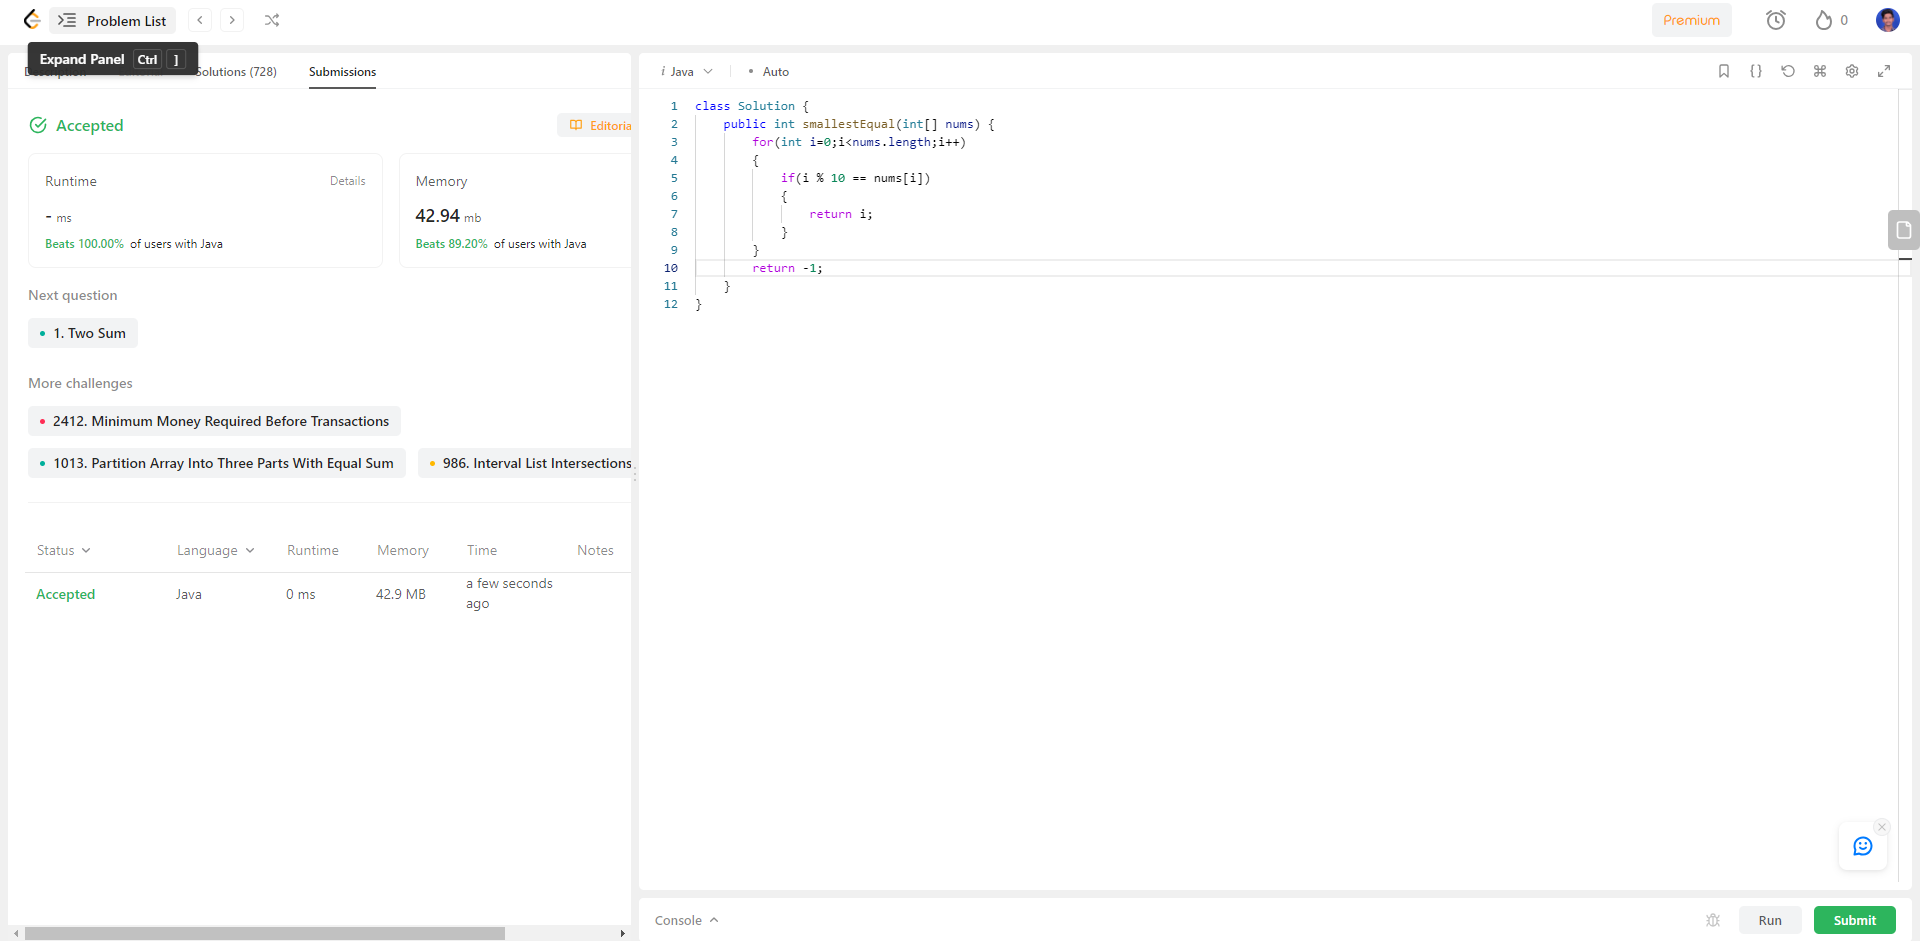 Problem List
Premium
0
Expand Panel Ctrl ]
Solutions (728)
Submissions
Accepted
Editoria
Runtime
Details
- ms
Beats 100.00% of users with Java
Memory
42.94 mb
Beats 89.20% of users with Java
Next question
1. Two Sum
More challenges
2412. Minimum Money Required Before Transactions
1013. Partition Array Into Three Parts With Equal Sum
986. Interval List Intersections
Status
Language
Runtime
Memory
Time
Notes
Accepted
Java
0 ms
42.9 MB
a few seconds
ago
i Java
• Auto
1 class Solution {
2 public int smallestEqual(int[] nums) {
3 for(int i=0;i<nums.length;i++)
4 {
5 if(i % 10 == nums[i])
6 {
7 return i;
8 }
9 }
10 return -1;
11 }
12 }
Console
Run
Submit